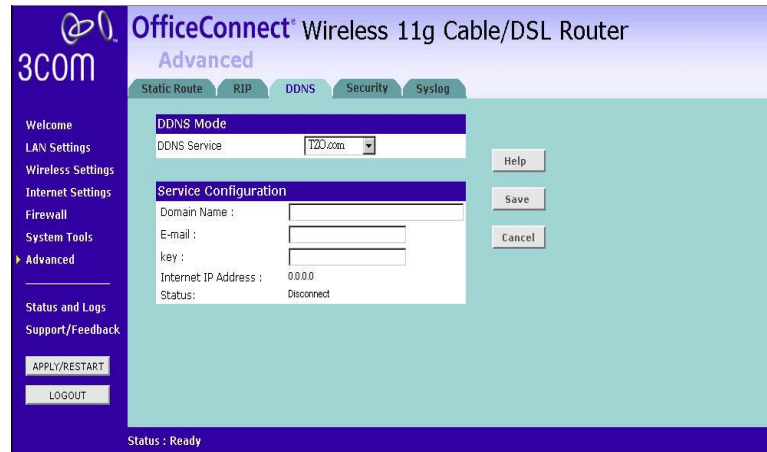 3COM
OfficeConnect® Wireless 11g Cable/DSL Router
Advanced
Static Route
RIP
DDNS
Security
Syslog
Welcome
LAN Settings
Wireless Settings
Internet Settings
Firewall
System Tools
Advanced
Status and Logs
Support/Feedback
APPLY/RESTART
LOGOUT
DDNS Mode
DDNS Service TZO.com
Service Configuration
Domain Name :
E-mail :
key :
Internet IP Address : 0.0.0.0
Status: Disconnect
Help
Save
Cancel
Status : Ready